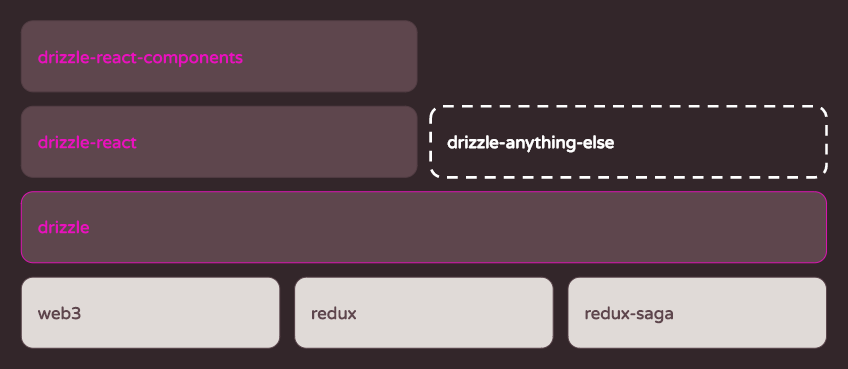 drizzle-react-components
drizzle-react
drizzle-anything-else
drizzle
web3
redux
redux-saga